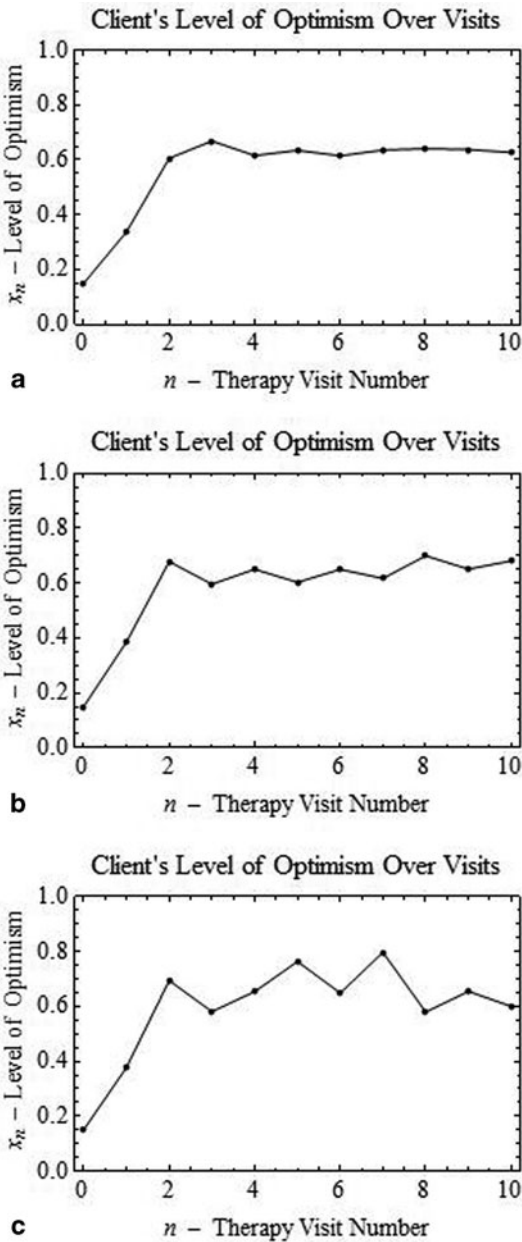 Client's Level of Optimism Over Visits
1.0
0.8
0.6
0.4
0.2
0.0
xn – Level of Optimism
0 2 4 6 8 10
n – Therapy Visit Number
a
Client's Level of Optimism Over Visits
1.0
0.8
0.6
0.4
0.2
0.0
xn – Level of Optimism
0 2 4 6 8 10
n – Therapy Visit Number
b
Client's Level of Optimism Over Visits
1.0
0.8
0.6
0.4
0.2
0.0
xn – Level of Optimism
0 2 4 6 8 10
n – Therapy Visit Number
c